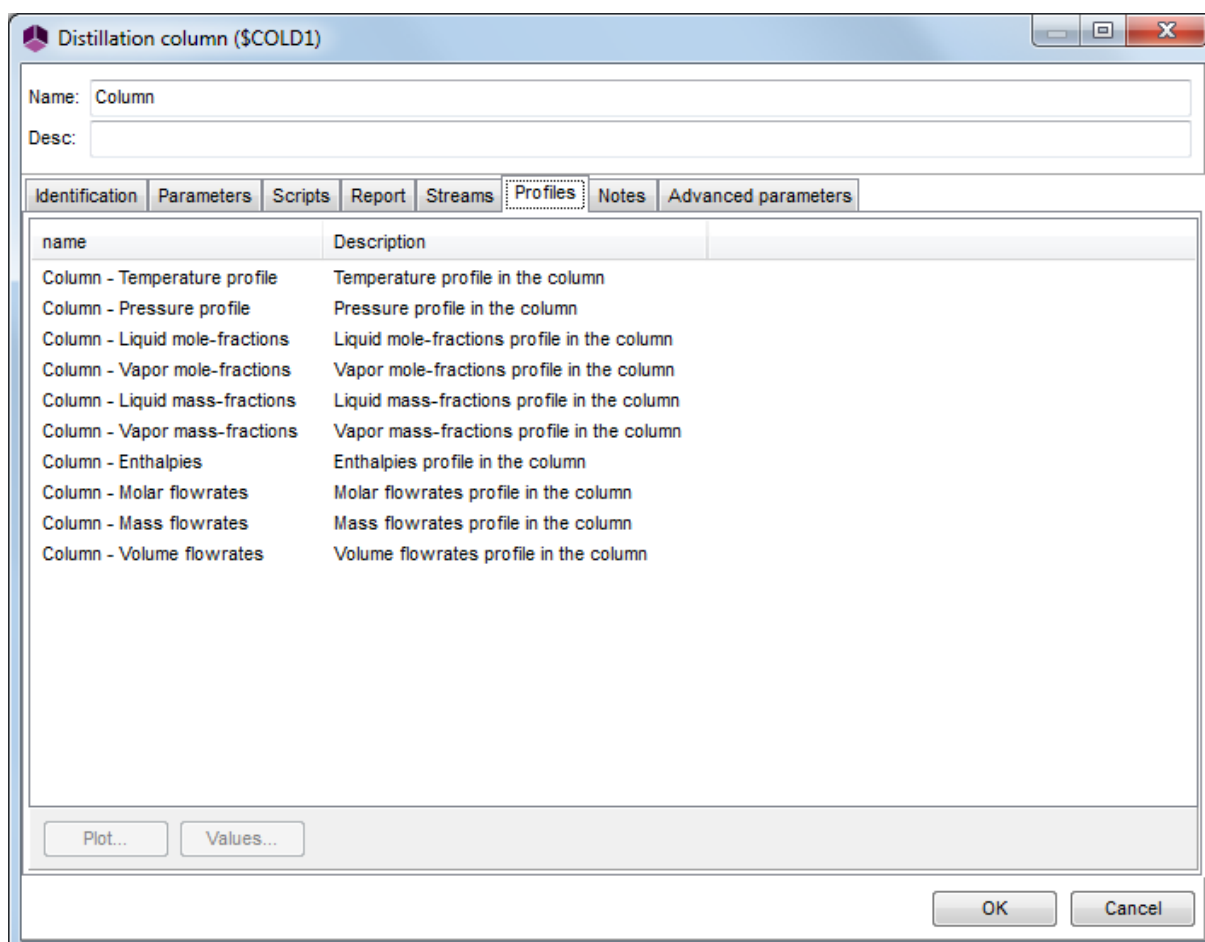 Distillation column ($COLD1)
Name: Column
Desc:
Identification Parameters Scripts Report Streams Profiles Notes Advanced parameters
name Description
Column - Temperature profile Temperature profile in the column
Column - Pressure profile Pressure profile in the column
Column - Liquid mole-fractions Liquid mole-fractions profile in the column
Column - Vapor mole-fractions Vapor mole-fractions profile in the column
Column - Liquid mass-fractions Liquid mass-fractions profile in the column
Column - Vapor mass-fractions Vapor mass-fractions profile in the column
Column - Enthalpies Enthalpies profile in the column
Column - Molar flowrates Molar flowrates profile in the column
Column - Mass flowrates Mass flowrates profile in the column
Column - Volume flowrates Volume flowrates profile in the column
Plot... Values...
OK Cancel